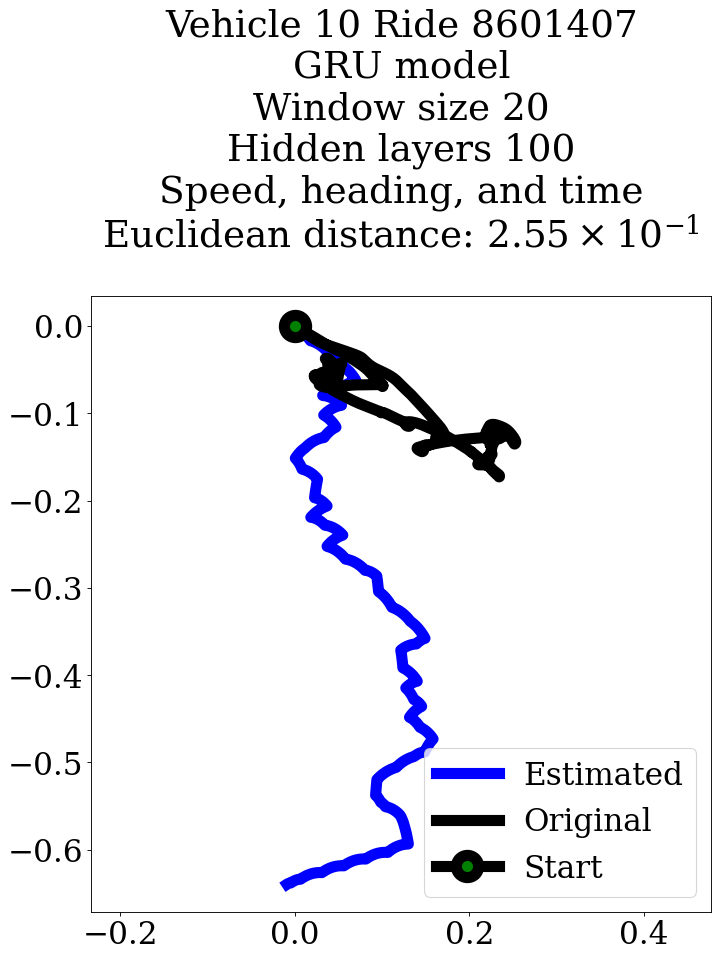 Vehicle 10 Ride 8601407
GRU model
Window size 20
Hidden layers 100
Speed, heading, and time
Euclidean distance: 2.55 × 10⁻¹
0.0
−0.1
−0.2
−0.3
−0.4
−0.5
−0.6
Estimated
Original
Start
−0.2 0.0 0.2 0.4